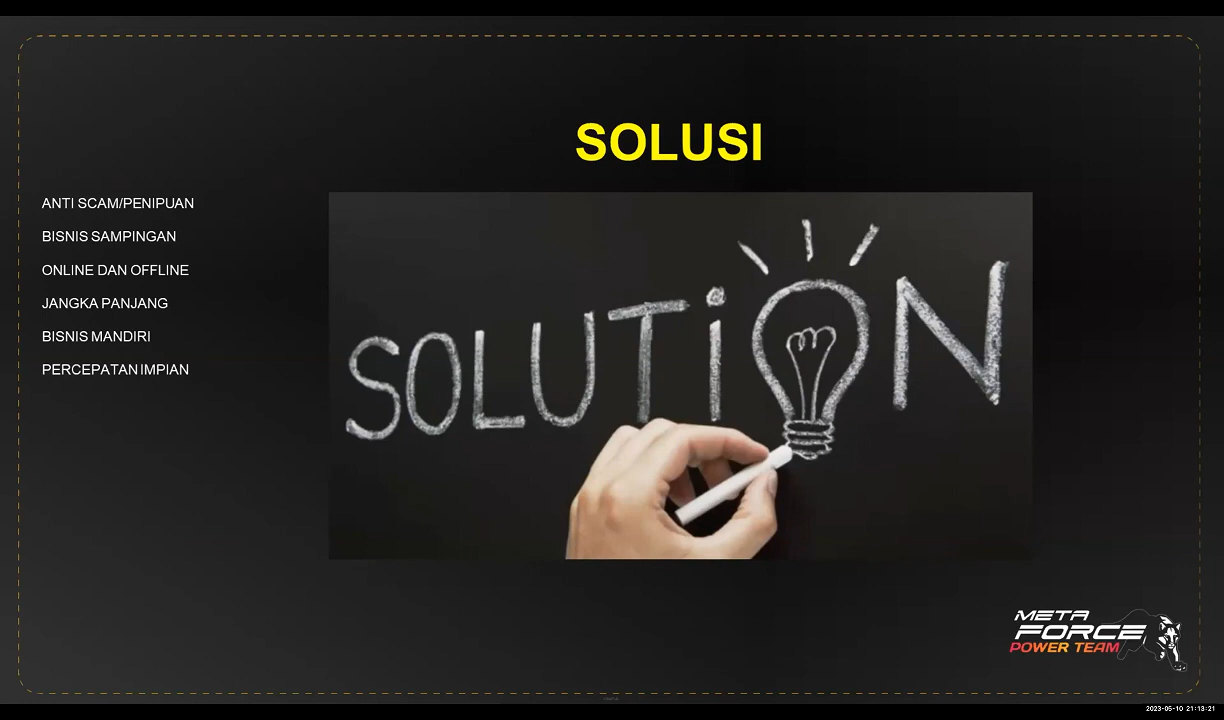 SOLUSI
ANTI SCAM/PENIPUAN
BISNIS SAMPINGAN
ONLINE DAN OFFLINE
JANGKA PANJANG
BISNIS MANDIRI
PERCEPATAN IMPIAN
SOLUTiON
META
FORCE
POWER TEAM
2023-05-10 21:13:21